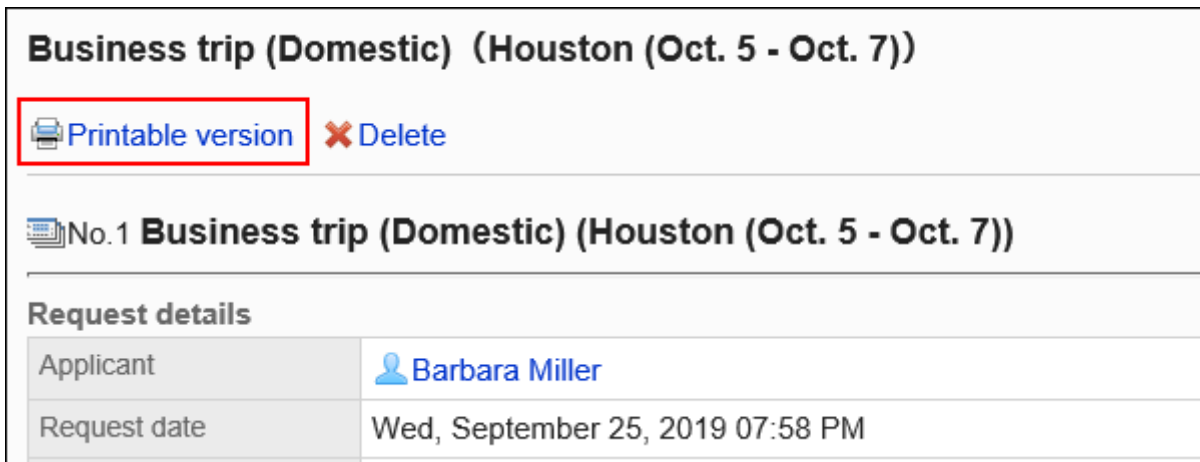 Business trip (Domestic)（Houston (Oct. 5 - Oct. 7)）
Printable version Delete
No.1 Business trip (Domestic) (Houston (Oct. 5 - Oct. 7))
Request details
Applicant Barbara Miller
Request date Wed, September 25, 2019 07:58 PM